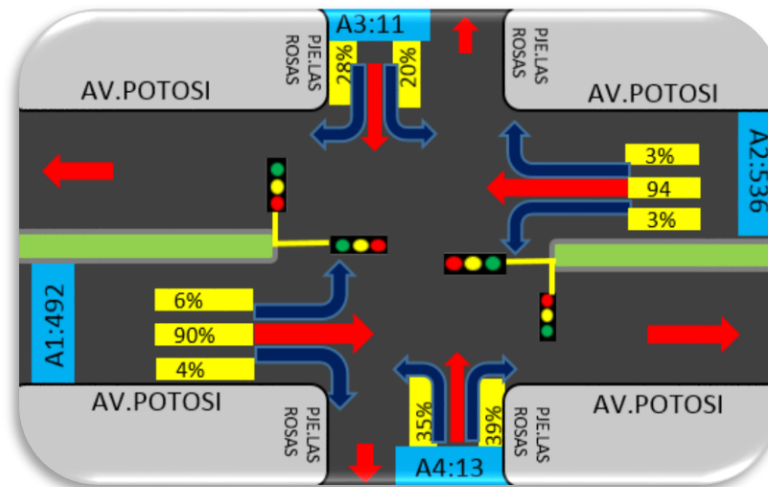 A3:11
PJE.LAS
ROSAS
28%
20%
PJE.LAS
ROSAS
AV.POTOSI
AV.POTOSI
A2:536
3%
94
3%
A1:492
6%
90%
4%
AV.POTOSI
PJE.LAS
ROSAS
35%
39%
PJE.LAS
ROSAS
AV.POTOSI
A4:13